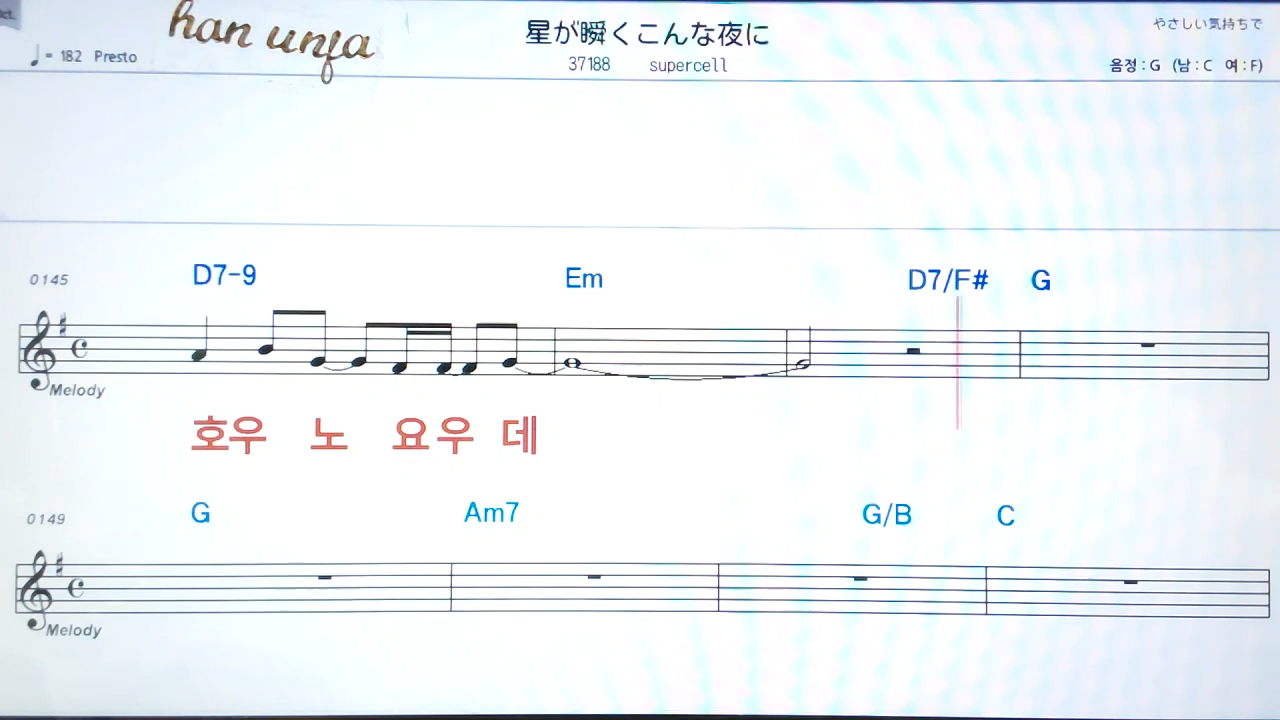 han unfa
星が瞬くこんな夜に
やさしい気持ちで
♩= 182 Presto
37188 supercell
음정 : G (남 : C 여 : F)
0145 D7-9 Em D7/F# G
Melody
호우 노 요우 데
0149 G Am7 G/B C
Melody